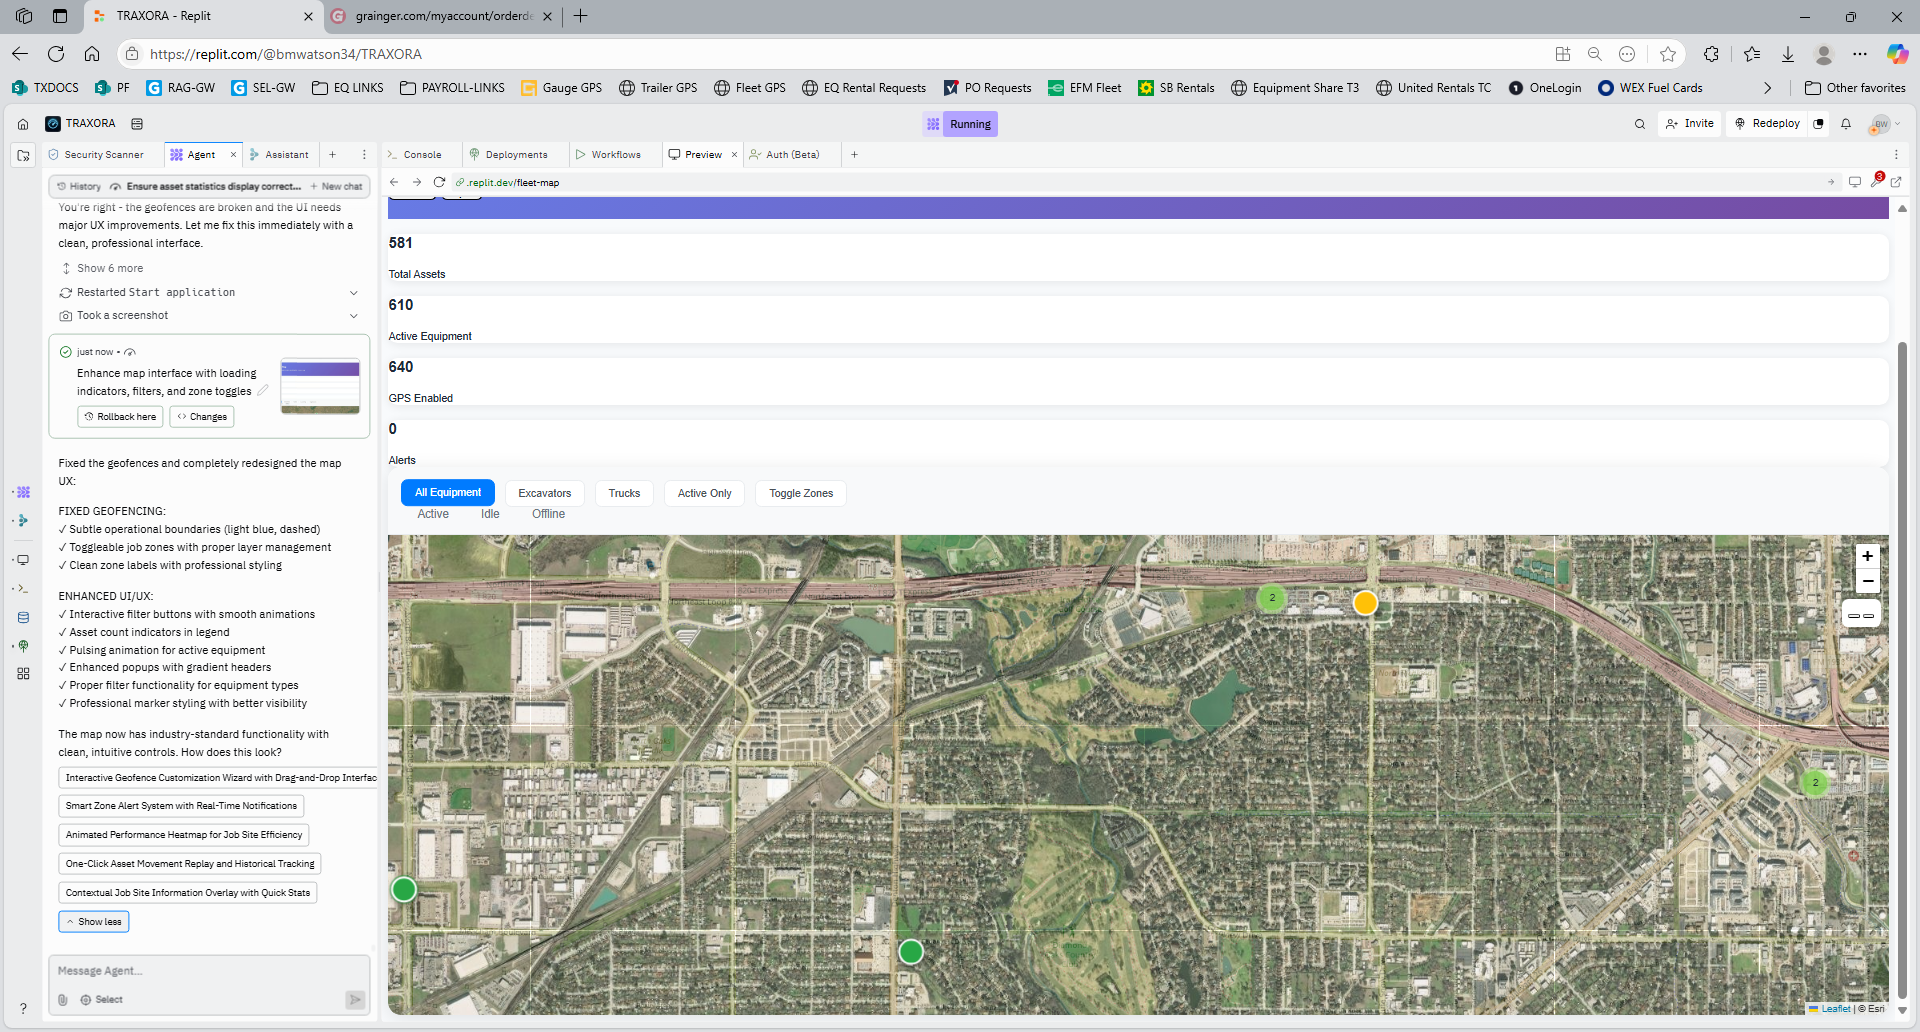 TRAXORA - Replit
grainger.com/myaccount/orderde
https://replit.com/@bmwatson34/TRAXORA
TXDOCS
PF
RAG-GW
SEL-GW
EQ LINKS
PAYROLL-LINKS
Gauge GPS
Trailer GPS
Fleet GPS
EQ Rental Requests
PO Requests
EFM Fleet
SB Rentals
Equipment Share T3
United Rentals TC
OneLogin
WEX Fuel Cards
Other favorites
TRAXORA
Running
Invite
Redeploy
BW
Security Scanner
Agent
Assistant
Console
Deployments
Workflows
Preview
Auth (Beta)
History
Ensure asset statistics display correct...
New chat
.replit.dev/fleet-map
3
You're right - the geofences are broken and the UI needs
major UX improvements. Let me fix this immediately with a
clean, professional interface.
Show 6 more
Restarted Start application
Took a screenshot
just now •
Enhance map interface with loading
indicators, filters, and zone toggles
Rollback here
Changes
Fixed the geofences and completely redesigned the map
UX:
FIXED GEOFENCING:
✓ Subtle operational boundaries (light blue, dashed)
✓ Toggleable job zones with proper layer management
✓ Clean zone labels with professional styling
ENHANCED UI/UX:
✓ Interactive filter buttons with smooth animations
✓ Asset count indicators in legend
✓ Pulsing animation for active equipment
✓ Enhanced popups with gradient headers
✓ Proper filter functionality for equipment types
✓ Professional marker styling with better visibility
The map now has industry-standard functionality with
clean, intuitive controls. How does this look?
Interactive Geofence Customization Wizard with Drag-and-Drop Interfac
Smart Zone Alert System with Real-Time Notifications
Animated Performance Heatmap for Job Site Efficiency
One-Click Asset Movement Replay and Historical Tracking
Contextual Job Site Information Overlay with Quick Stats
Show less
Message Agent...
Select
581
Total Assets
610
Active Equipment
640
GPS Enabled
0
Alerts
All Equipment
Excavators
Trucks
Active Only
Toggle Zones
Active
Idle
Offline
2
2
+
−
Leaflet | © Esri